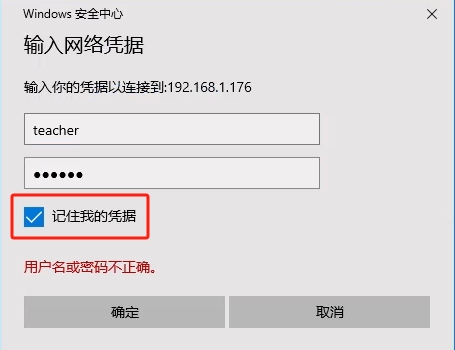 Windows 安全中心
输入网络凭据
输入你的凭据以连接到:192.168.1.176
teacher
●●●●●●
记住我的凭据
用户名或密码不正确。
确定
取消